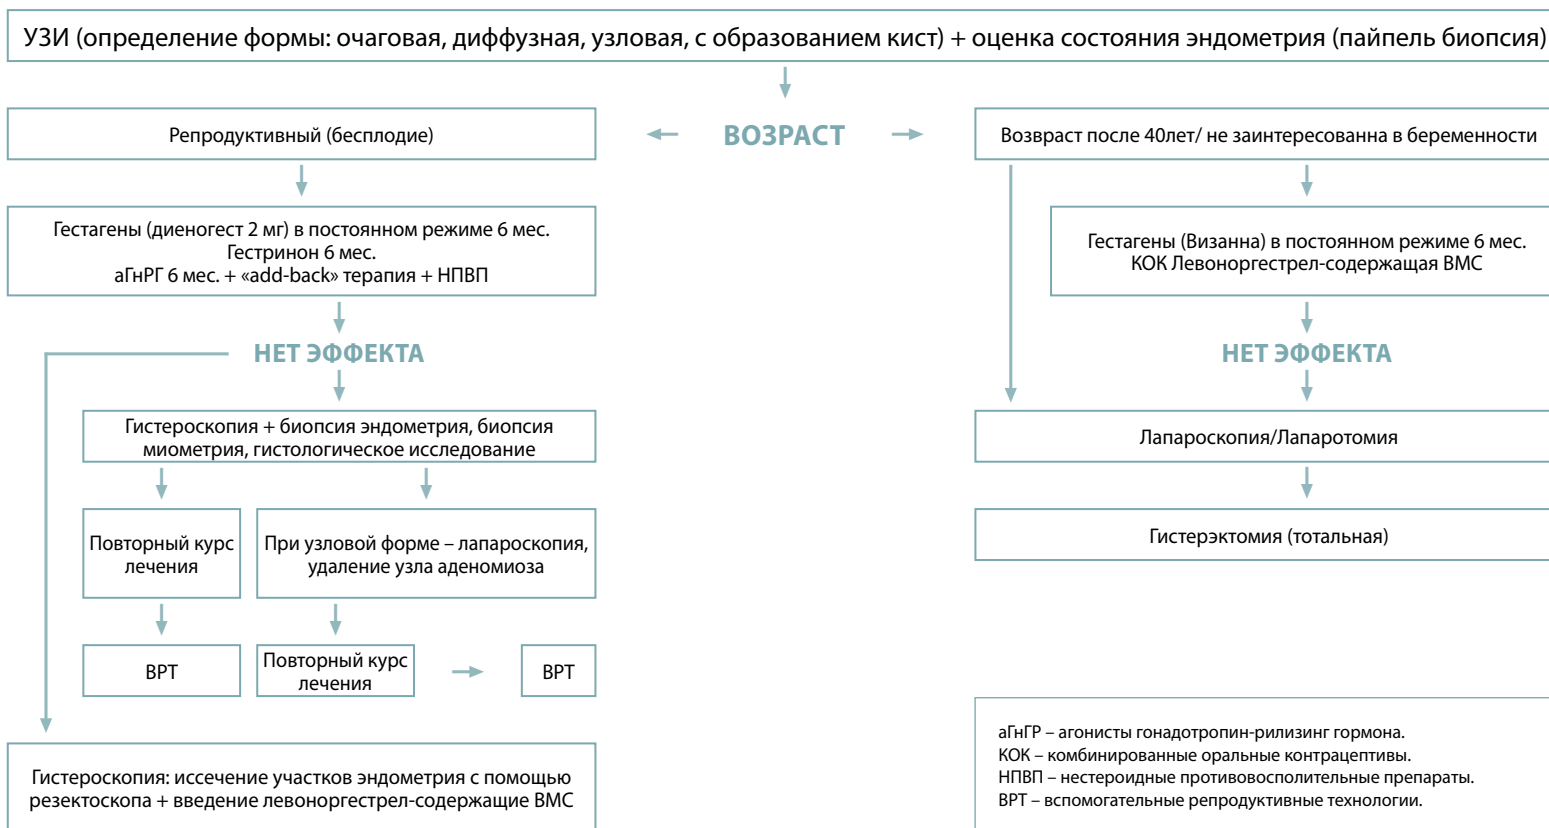 УЗИ (определение формы: очаговая, диффузная, узловая, с образованием кист) + оценка состояния эндометрия (пайпель биопсия)
ВОЗРАСТ
Репродуктивный (бесплодие)
Гестагены (диеногест 2 мг) в постоянном режиме 6 мес.
Гестринон 6 мес.
аГнРГ 6 мес. + «add-back» терапия + НПВП
НЕТ ЭФФЕКТА
Гистероскопия + биопсия эндометрия, биопсия
миометрия, гистологическое исследование
Повторный курс
лечения
При узловой форме – лапароскопия,
удаление узла аденомиоза
ВРТ
Повторный курс
лечения
ВРТ
Гистероскопия: иссечение участков эндометрия с помощью
резектоскопа + введение левоноргестрел-содержащие ВМС
Возвраст после 40лет/ не заинтересованна в беременности
Гестагены (Визанна) в постоянном режиме 6 мес.
КОК Левоноргестрел-содержащая ВМС
НЕТ ЭФФЕКТА
Лапароскопия/Лапаротомия
Гистерэктомия (тотальная)
аГнГР – агонисты гонадотропин-рилизинг гормона.
КОК – комбинированные оральные контрацептивы.
НПВП – нестероидные противовосполительные препараты.
ВРТ – вспомогательные репродуктивные технологии.